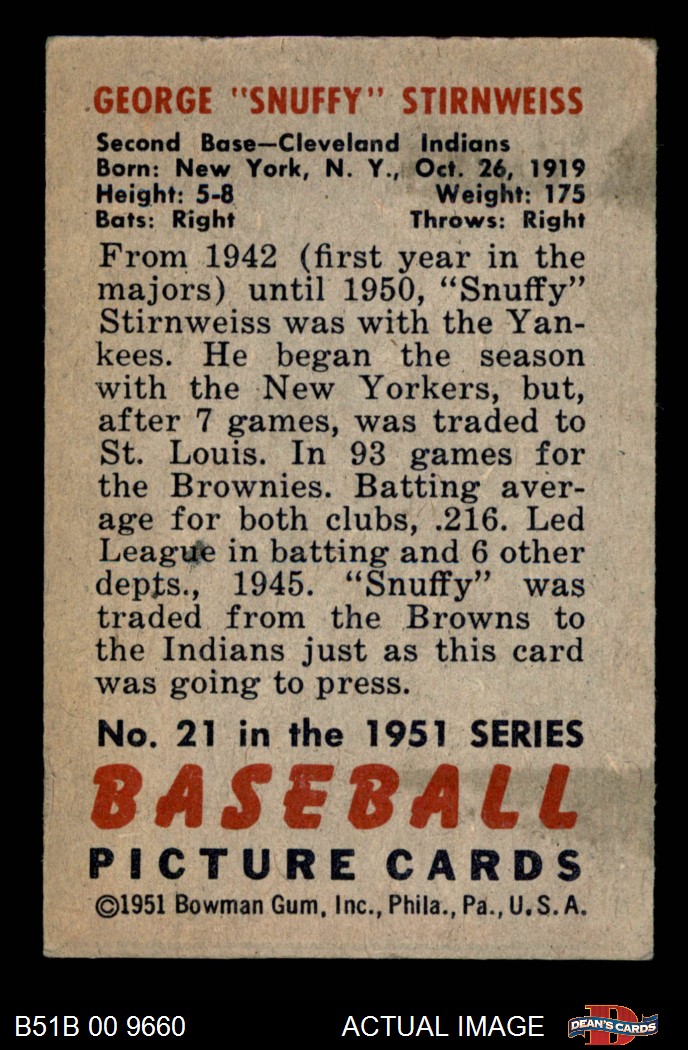 GEORGE "SNUFFY" STIRNWEISS
Second Base—Cleveland Indians
Born: New York, N. Y., Oct. 26, 1919
Height: 5-8 Weight: 175
Bats: Right Throws: Right
From 1942 (first year in the
majors) until 1950, “Snuffy”
Stirnweiss was with the Yan-
kees. He began the season
with the New Yorkers, but,
after 7 games, was traded to
St. Louis. In 93 games for
the Brownies. Batting aver-
age for both clubs, .216. Led
League in batting and 6 other
depts., 1945. “Snuffy” was
traded from the Browns to
the Indians just as this card
was going to press.
No. 21 in the 1951 SERIES
BASEBALL
PICTURE CARDS
©1951 Bowman Gum, Inc., Phila., Pa., U.S.A.
B51B 00 9660 ACTUAL IMAGE D DEAN'S CARDS